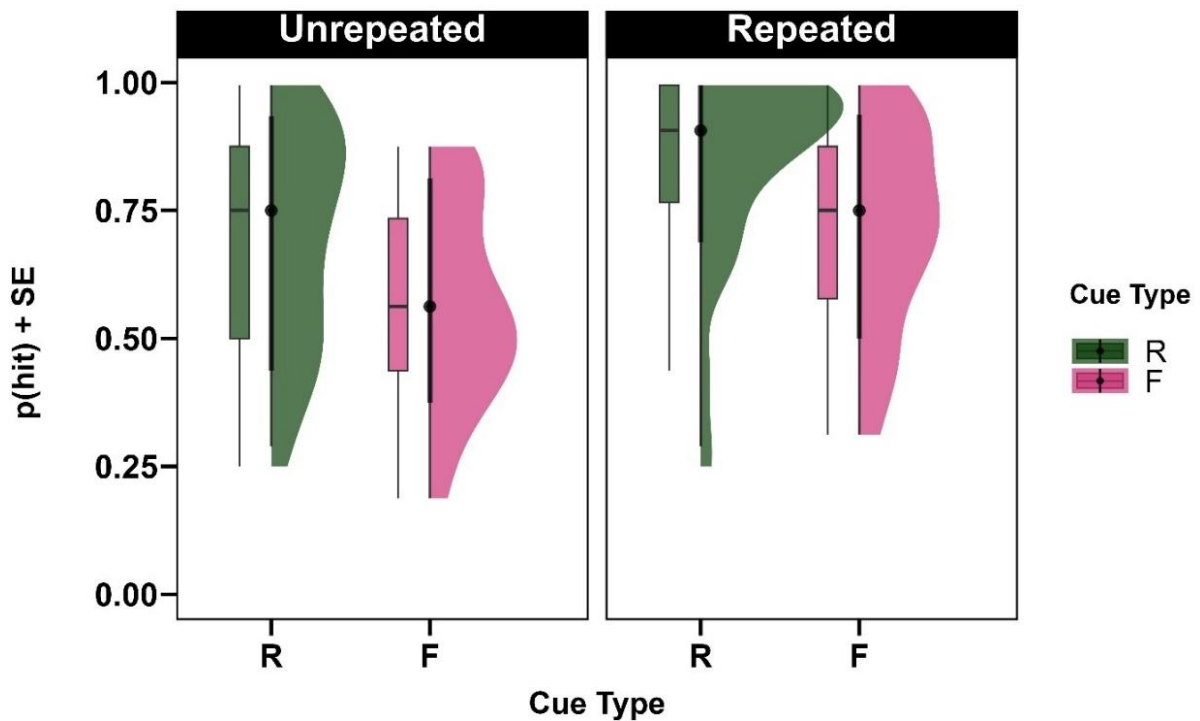 Unrepeated
Repeated
1.00
0.75
0.50
0.25
0.00
p(hit) + SE
R
F
R
F
Cue Type
Cue Type
R
F